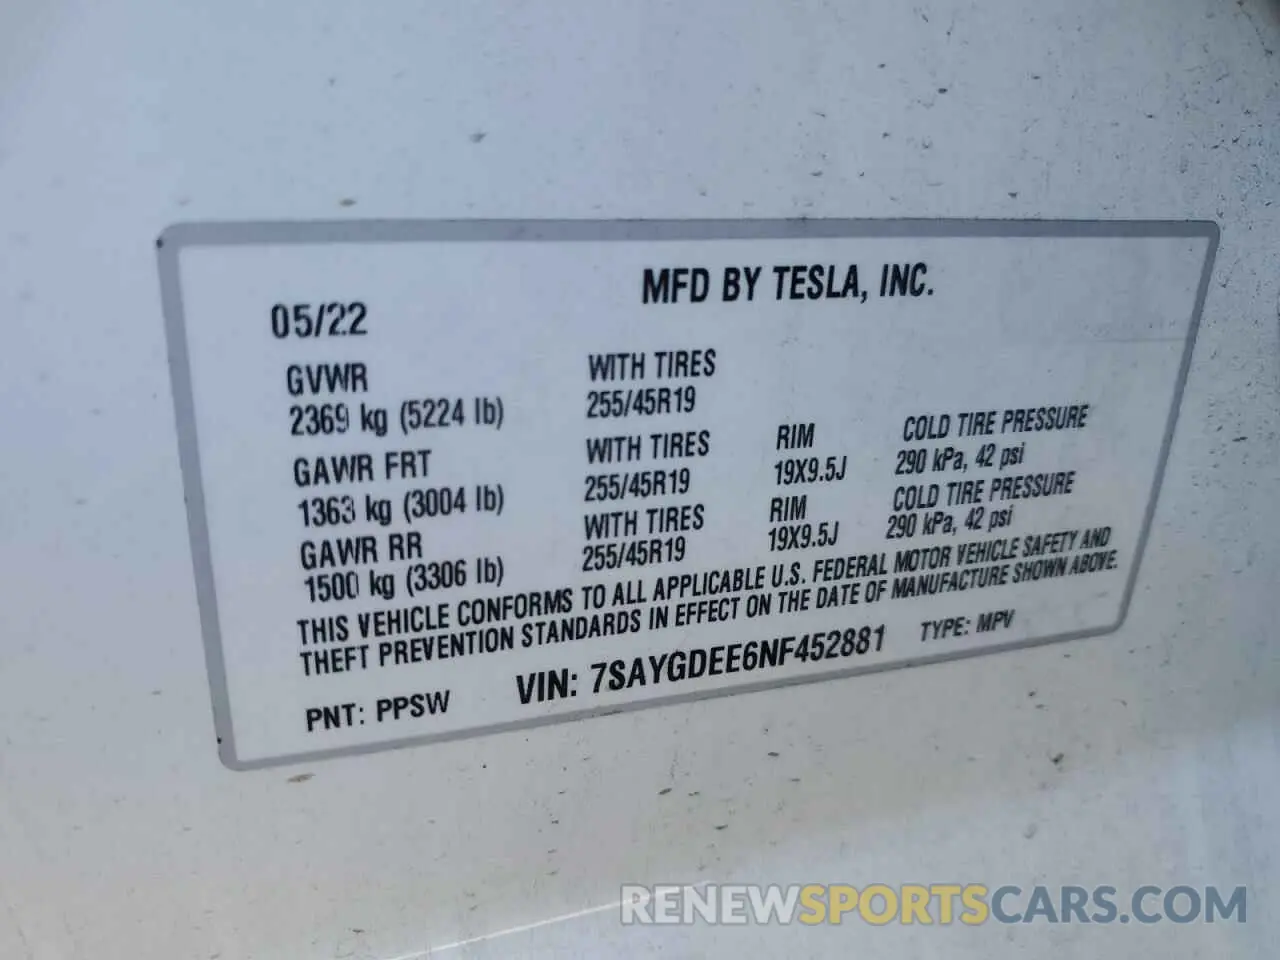 MFD BY TESLA, INC.
05/22
GVWR WITH TIRES
2369 kg (5224 lb) 255/45R19
GAWR FRT WITH TIRES RIM COLD TIRE PRESSURE
1363 kg (3004 lb) 255/45R19 19X9.5J 290 kPa, 42 psi
GAWR RR WITH TIRES RIM COLD TIRE PRESSURE
1500 kg (3306 lb) 255/45R19 19X9.5J 290 kPa, 42 psi
THIS VEHICLE CONFORMS TO ALL APPLICABLE U.S. FEDERAL MOTOR VEHICLE SAFETY AND
THEFT PREVENTION STANDARDS IN EFFECT ON THE DATE OF MANUFACTURE SHOWN ABOVE.
PNT: PPSW VIN: 7SAYGDEE6NF452881 TYPE: MPV
RENEWSPORTSCARS.COM